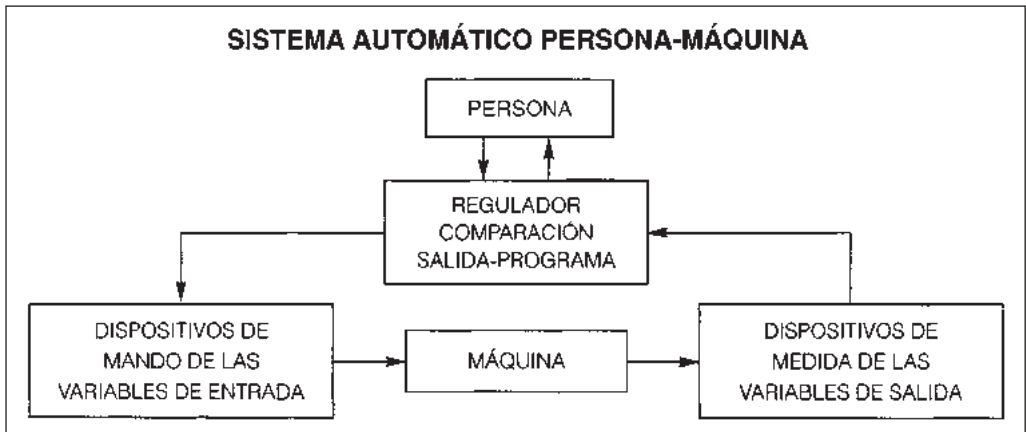 SISTEMA AUTOMÁTICO PERSONA-MÁQUINA
PERSONA
REGULADOR
COMPARACIÓN
SALIDA-PROGRAMA
DISPOSITIVOS DE
MANDO DE LAS
VARIABLES DE ENTRADA
MÁQUINA
DISPOSITIVOS DE
MEDIDA DE LAS
VARIABLES DE SALIDA